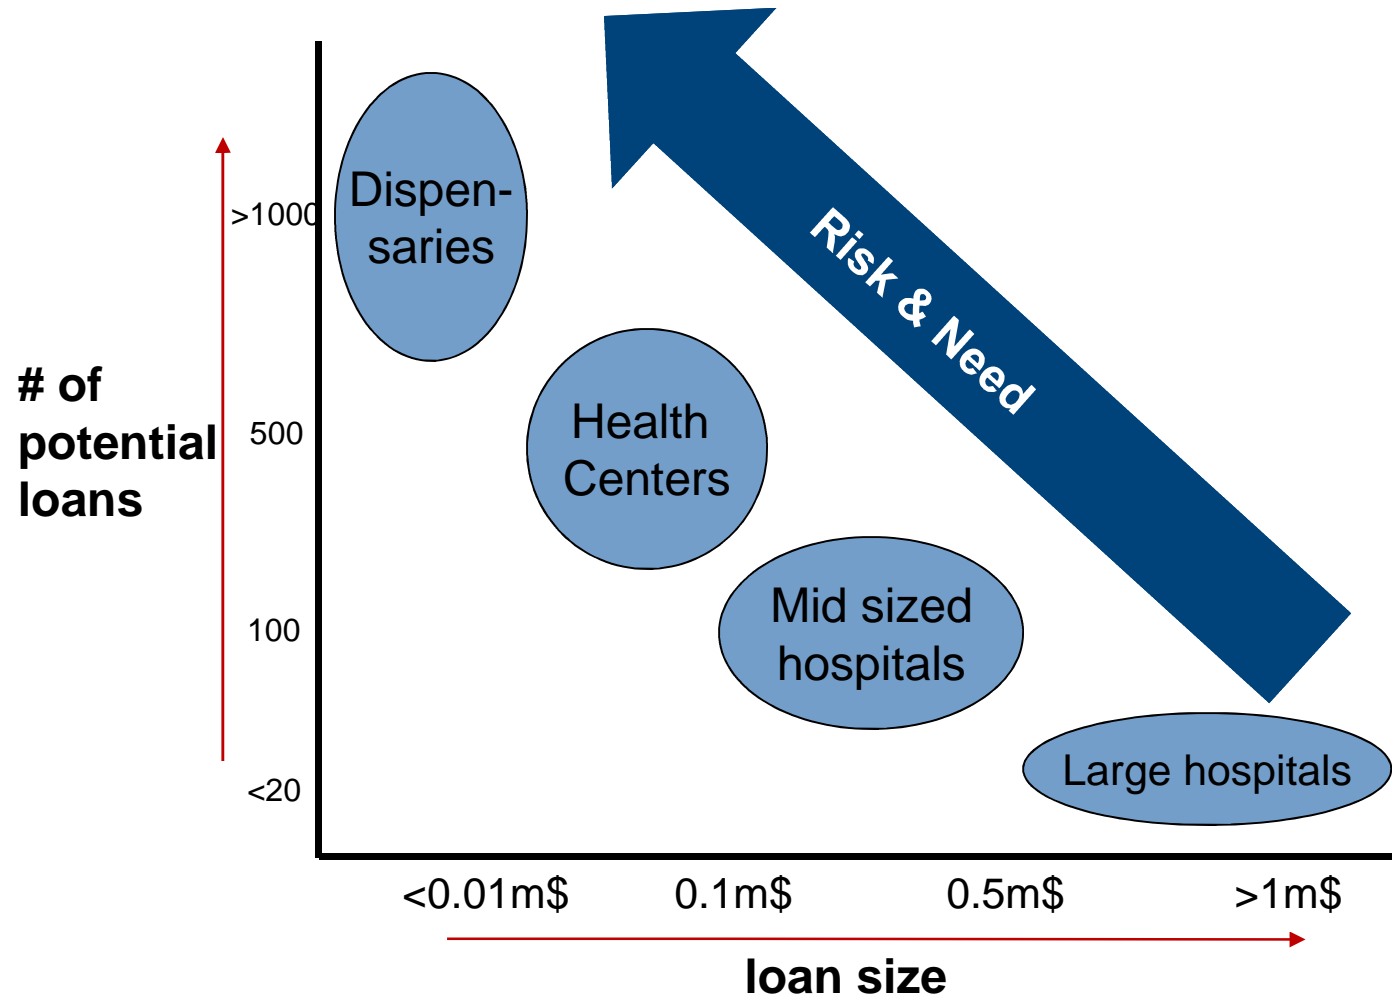 Dispen-
saries
>1000
Risk & Need
# of
potential
loans
500
Health
Centers
100
Mid sized
hospitals
<20
Large hospitals
<0.01m$ 0.1m$ 0.5m$ >1m$
loan size